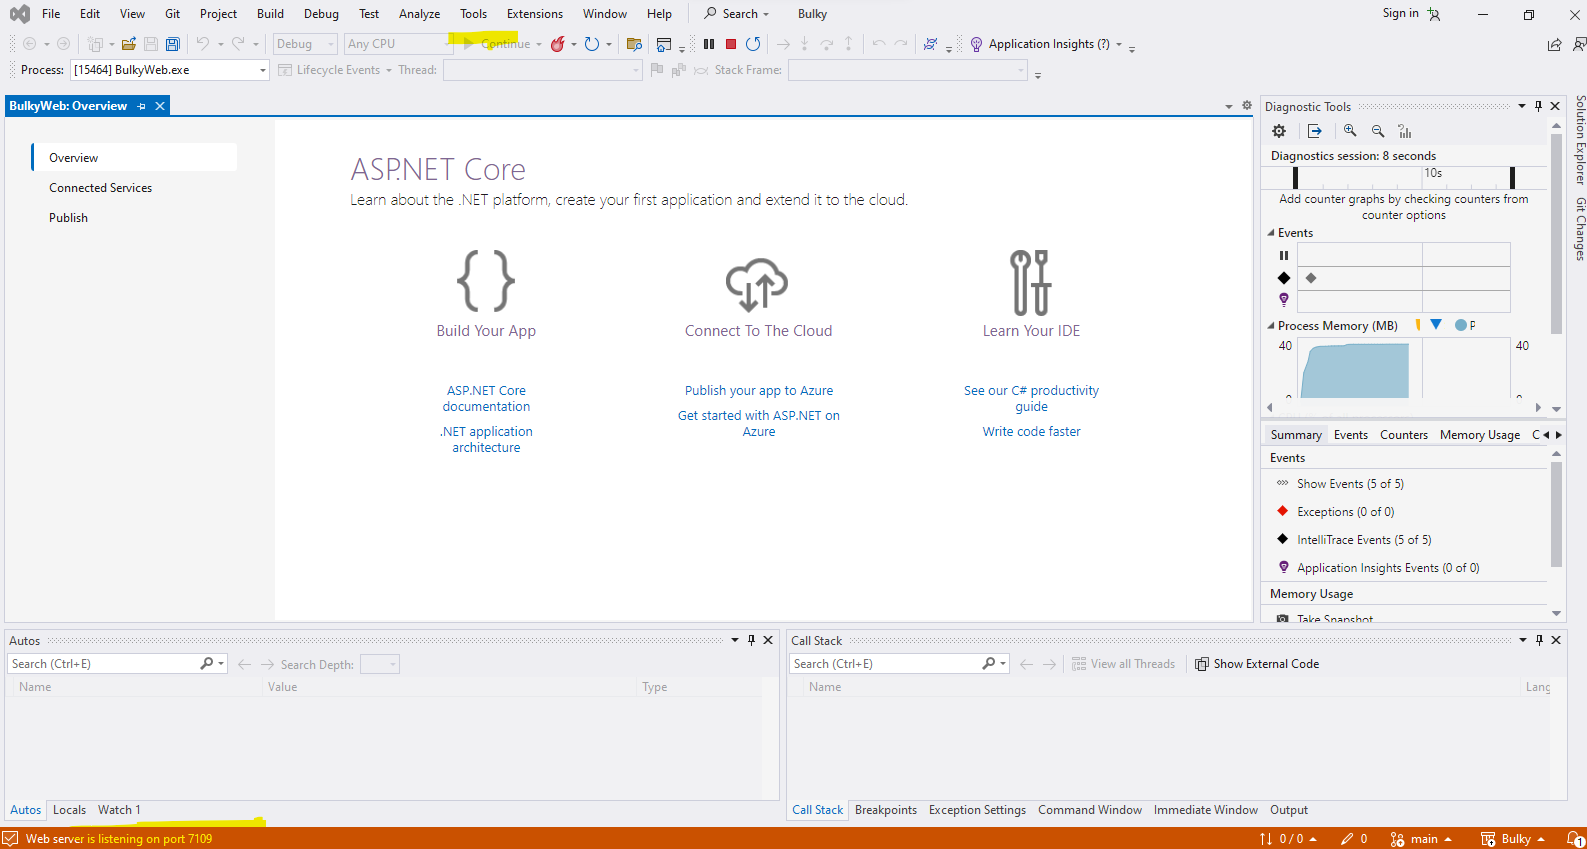 File Edit View Git Project Build Debug Test Analyze Tools Extensions Window Help Search Bulky Sign in
Debug Any CPU Continue Application Insights (?)
Process: [15464] BulkyWeb.exe Lifecycle Events Thread: Stack Frame:
BulkyWeb: Overview
Overview
Connected Services
Publish
ASP.NET Core
Learn about the .NET platform, create your first application and extend it to the cloud.
Build Your App
ASP.NET Core
documentation
.NET application
architecture
Connect To The Cloud
Publish your app to Azure
Get started with ASP.NET on
Azure
Learn Your IDE
See our C# productivity
guide
Write code faster
Diagnostic Tools
Diagnostics session: 8 seconds
10s
Add counter graphs by checking counters from
counter options
Events
Process Memory (MB) P
40 40
Summary Events Counters Memory Usage C
Events
Show Events (5 of 5)
Exceptions (0 of 0)
IntelliTrace Events (5 of 5)
Application Insights Events (0 of 0)
Memory Usage
Take Snapshot
Solution Explorer
Git Changes
Autos
Search (Ctrl+E) Search Depth:
Name Value Type
Autos Locals Watch 1
Call Stack
Search (Ctrl+E) View all Threads Show External Code
Name Lang
Call Stack Breakpoints Exception Settings Command Window Immediate Window Output
Web server is listening on port 7109 0 / 0 0 main Bulky 1